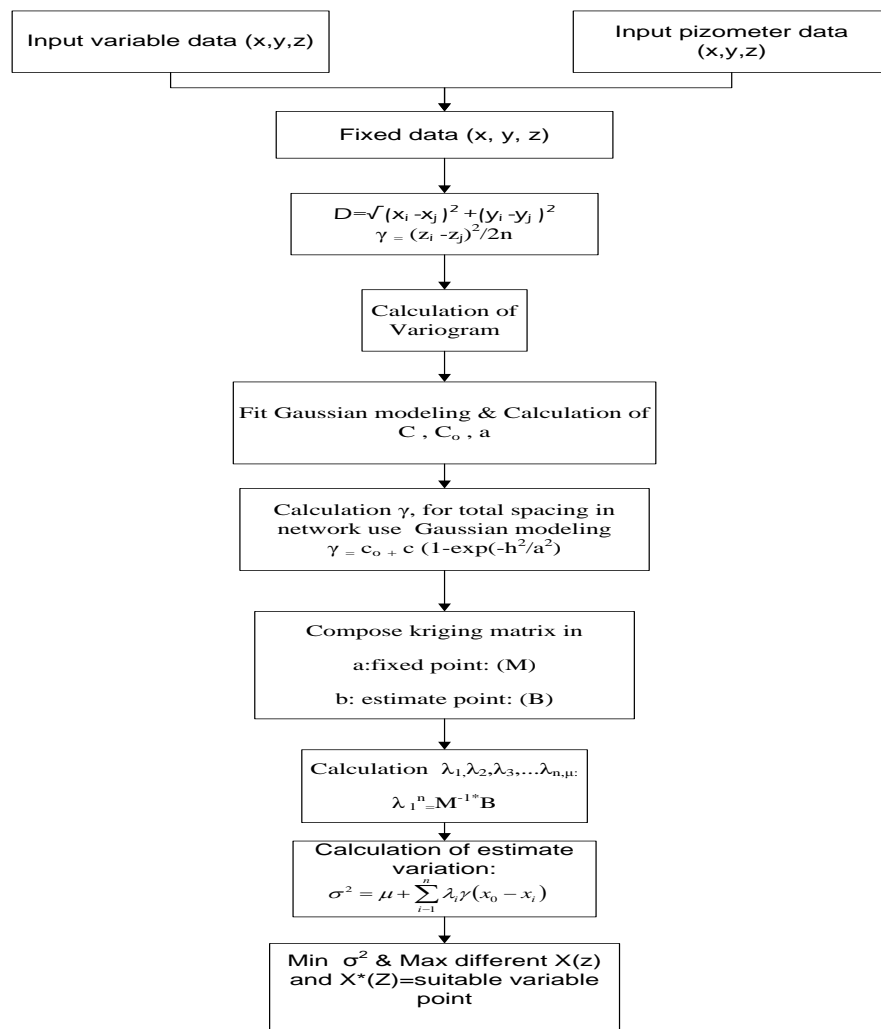 Input variable data (x,y,z)
Input pizometer data
(x,y,z)
Fixed data (x, y, z)
D=√(xᵢ -xⱼ )² +(yᵢ -yⱼ )²
γ = (zᵢ -zⱼ)²/2n
Calculation of
Variogram
Fit Gaussian modeling & Calculation of
C , Cₒ , a
Calculation γ, for total spacing in
network use Gaussian modeling
γ = cₒ + c (1-exp(-h²/a²)
Compose kriging matrix in
a:fixed point: (M)
b: estimate point: (B)
Calculation λ₁,λ₂,λ₃,...λn,μ:
λ₁ⁿ=M⁻¹*B
Calculation of estimate
variation:
σ² = μ + ∑ⁿᵢ₋₁ λᵢγ(x₀ − xᵢ)
Min σ² & Max different X(z)
and X*(Z)=suitable variable
point